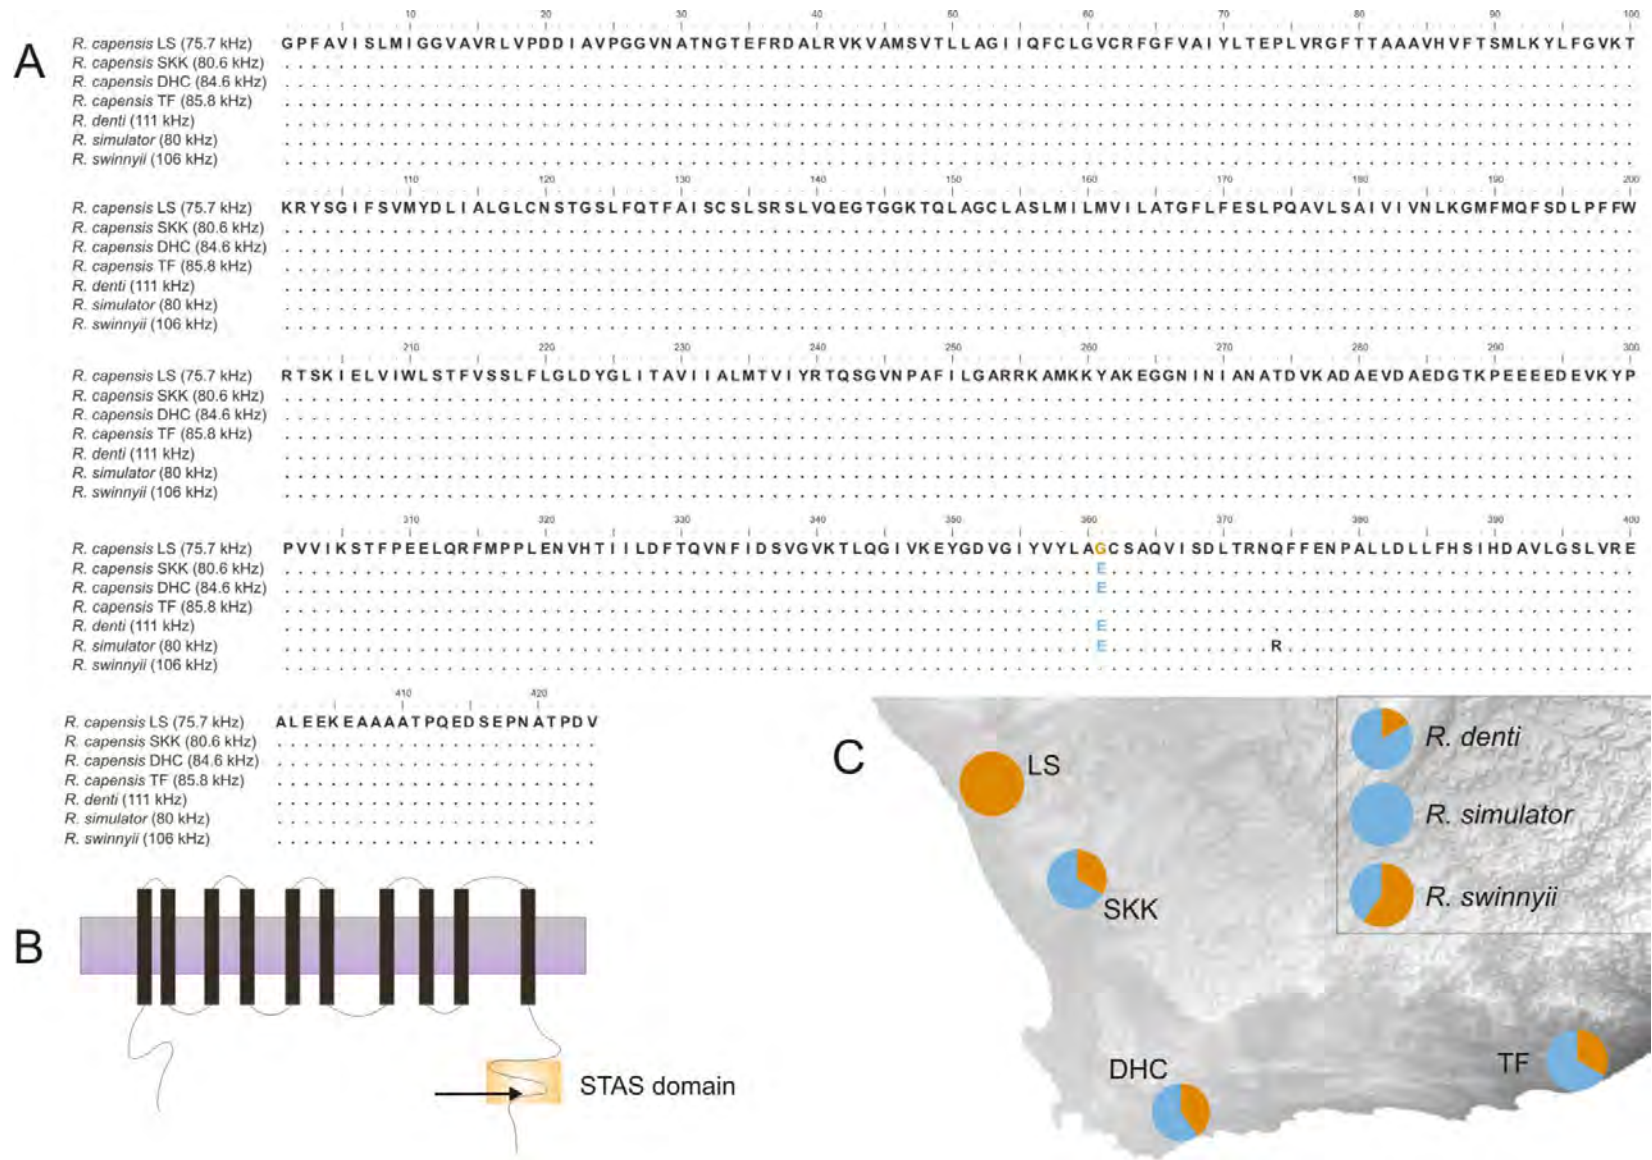 10 20 30 40 50 60 70 80 90 100
A
R. capensis LS (75.7 kHz) GPFAVISLMIGGVAVRLVPDDIAVPGGVNATNGTEFRDALRVKVAMSVTLLAGIIQFCLGVCRFGFVAIYLTEPLVRGFTTAAAVHVFTSMLKYLFGVKT
R. capensis SKK (80.6 kHz)
R. capensis DHC (84.6 kHz)
R. capensis TF (85.8 kHz)
R. denti (111 kHz)
R. simulator (80 kHz)
R. swinnyii (106 kHz)
110 120 130 140 150 160 170 180 190 200
R. capensis LS (75.7 kHz) KRYSGIFSVMYDLIALGLCNSTGSLFQTFAISCSLSRSLVQEGTGGKTQLAGCLASLMILMVILATGFLFESLPQAVLSAIVIVNLKGMFMQFSDLPFFW
R. capensis SKK (80.6 kHz)
R. capensis DHC (84.6 kHz)
R. capensis TF (85.8 kHz)
R. denti (111 kHz)
R. simulator (80 kHz)
R. swinnyii (106 kHz)
210 220 230 240 250 260 270 280 290 300
R. capensis LS (75.7 kHz) RTSKIELVIWLSTFVSSLFLGLDYGLITAVIIALMTVIYRTQSGVNPAFILGARRKAMKKYAKEGGNINIANATDVKADAEVDAEDGTKPEEEEDEVKYP
R. capensis SKK (80.6 kHz)
R. capensis DHC (84.6 kHz)
R. capensis TF (85.8 kHz)
R. denti (111 kHz)
R. simulator (80 kHz)
R. swinnyii (106 kHz)
310 320 330 340 350 360 370 380 390 400
R. capensis LS (75.7 kHz) PVVIKSTFPEELQRFMPPLENVHTIILDFTQVNFIDSVGVKTLQGIVKEYGDVGIYVYLAGCSAQVISDLTRNQFFENPALLDLLFHSIHDAVLGSLVRE
R. capensis SKK (80.6 kHz) E
R. capensis DHC (84.6 kHz) E
R. capensis TF (85.8 kHz)
R. denti (111 kHz) E
R. simulator (80 kHz) E R
R. swinnyii (106 kHz)
410 420
R. capensis LS (75.7 kHz) ALEEKEAAAATPQEDSEPNATPDV
R. capensis SKK (80.6 kHz)
R. capensis DHC (84.6 kHz)
R. capensis TF (85.8 kHz)
R. denti (111 kHz)
R. simulator (80 kHz)
R. swinnyii (106 kHz)
B
STAS domain
C
LS
SKK
DHC
TF
R. denti
R. simulator
R. swinnyii